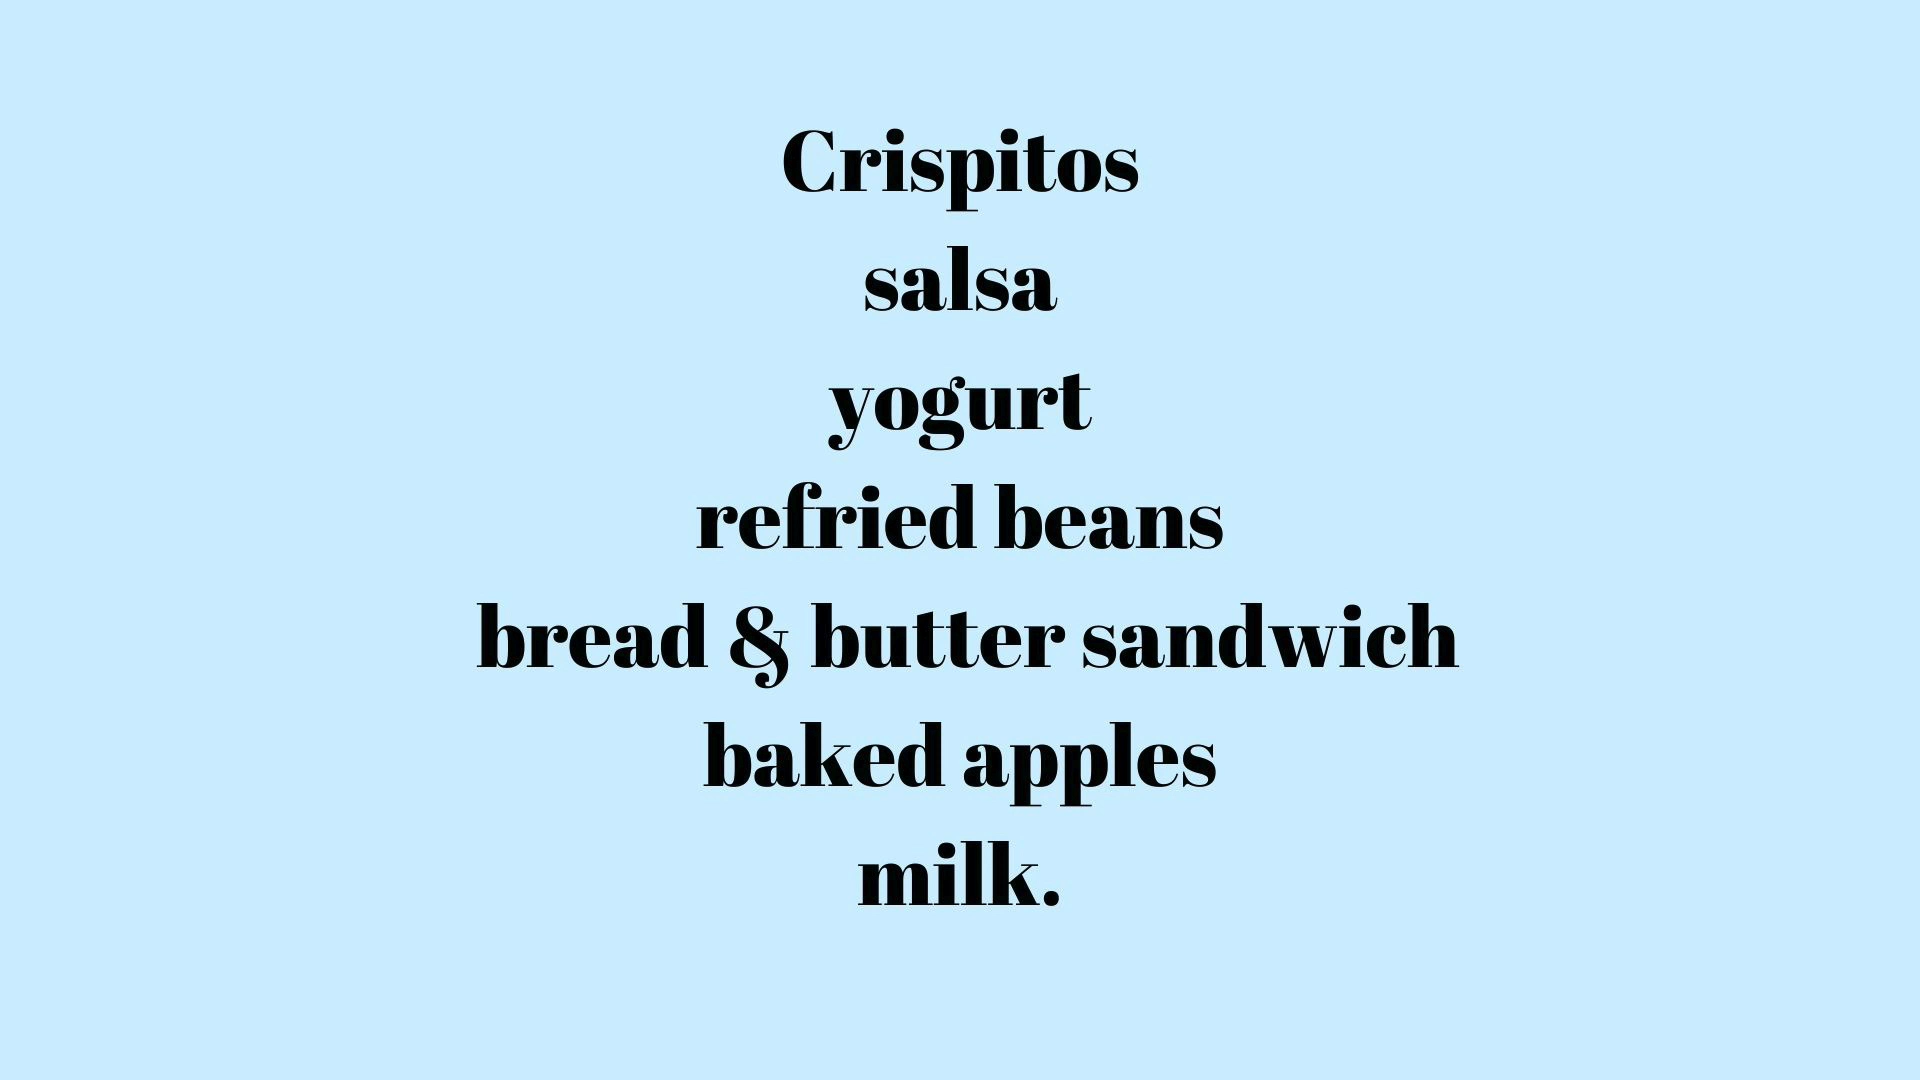 Crispitos
salsa
yogurt
refried beans
bread & butter sandwich
baked apples
milk.